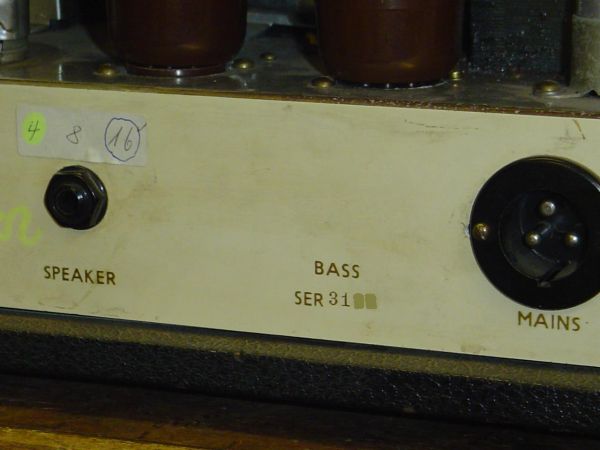 4 8 16
SPEAKER
BASS
SER 31
MAINS